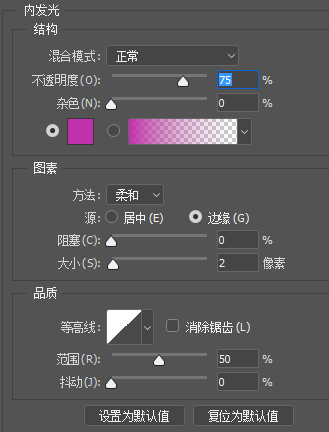 内发光
结构
混合模式: 正常
不透明度(O): 75 %
杂色(N): 0 %
图素
方法: 柔和
源: 居中(E) 边缘(G)
阻塞(C): 0 %
大小(S): 2 像素
品质
等高线: 消除锯齿(L)
范围(R): 50 %
抖动(J): 0 %
设置为默认值 复位为默认值